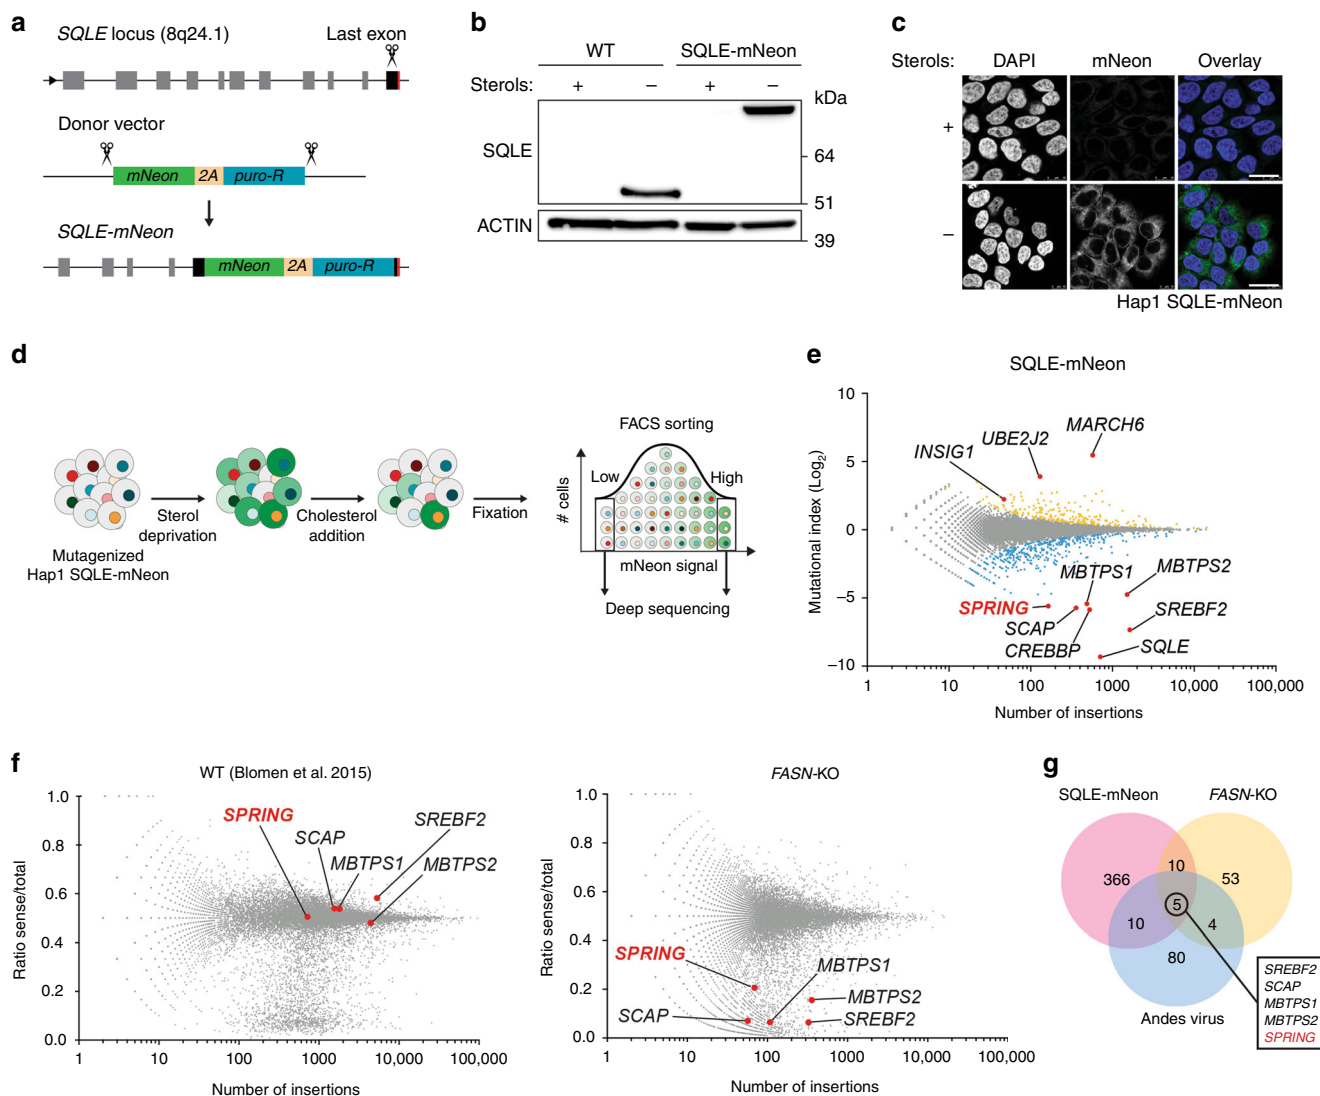 a
SQLE locus (8q24.1)
Last exon
Donor vector
mNeon
2A
puro-R
SQLE-mNeon
mNeon
2A
puro-R
b
WT
SQLE-mNeon
Sterols:
+
−
+
−
kDa
SQLE
64
51
ACTIN
39
c
Sterols:
DAPI
mNeon
Overlay
+
−
Hap1 SQLE-mNeon
d
Mutagenized
Hap1 SQLE-mNeon
Sterol
deprivation
Cholesterol
addition
Fixation
FACS sorting
Low
High
# cells
mNeon signal
Deep sequencing
e
SQLE-mNeon
Mutational index (Log2)
10
5
0
−5
−10
INSIG1
UBE2J2
MARCH6
MBTPS1
MBTPS2
SPRING
SCAP
SREBF2
CREBBP
SQLE
1
10
100
1000
10,000
100,000
Number of insertions
f
WT (Blomen et al. 2015)
Ratio sense/total
1.0
0.8
0.6
0.4
0.2
0.0
SPRING
SCAP
SREBF2
MBTPS1
MBTPS2
1
10
100
1000
10,000
100,000
Number of insertions
FASN-KO
Ratio sense/total
1.0
0.8
0.6
0.4
0.2
0.0
SPRING
MBTPS1
MBTPS2
SCAP
SREBF2
1
10
100
1000
10,000
100,000
Number of insertions
g
SQLE-mNeon
FASN-KO
366
10
53
5
10
4
80
Andes virus
SREBF2
SCAP
MBTPS1
MBTPS2
SPRING